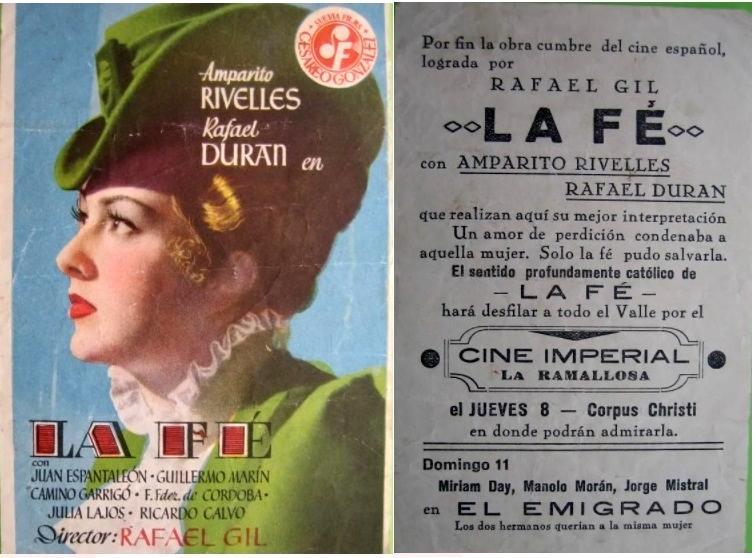 SUEVIA FILMS
CESAREO GONZALEZ
Amparito
RIVELLES
Rafael
DURAN en
LA FÉ
con
JUAN ESPANTALEÓN · GUILLERMO MARÍN
CAMINO GARRIGÓ · F. Fdez. de CORDOBA ·
JULIA LAJOS · RICARDO CALVO
Director: RAFAEL GIL
Por fin la obra cumbre del cine español,
lograda por
RAFAEL GIL
LA FÉ
con AMPARITO RIVELLES
RAFAEL DURAN
que realizan aquí su mejor interpretación
Un amor de perdición condenaba a
aquella mujer. Solo la fé pudo salvarla.
El sentido profundamente católico de
– LA FÉ –
hará desfilar a todo el Valle por el
CINE IMPERIAL
LA RAMALLOSA
el JUEVES 8 — Corpus Christi
en donde podrán admirarla.
Domingo 11
Miriam Day, Manolo Morán, Jorge Mistral
en EL EMIGRADO
Los dos hermanos querian a la misma mujer